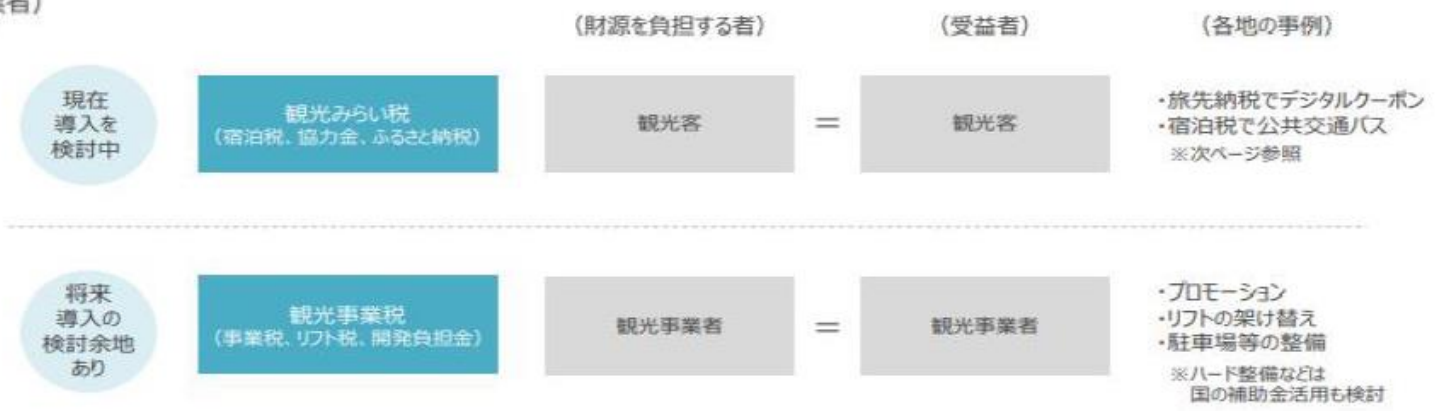 者)
(財源を負担する者)
(受益者)
(各地の事例)
現在
導入を
検討中
観光みらい税
(宿泊税、協力金、ふるさと納税)
観光客
=
観光客
・旅先納税でデジタルクーポン
・宿泊税で公共交通パス
※次ページ参照
将来
導入の
検討余地
あり
観光事業税
(事業税、リフト税、開発負担金)
観光事業者
=
観光事業者
・プロモーション
・リフトの架け替え
・駐車場等の整備
※ハード整備などは
国の補助金活用も検討